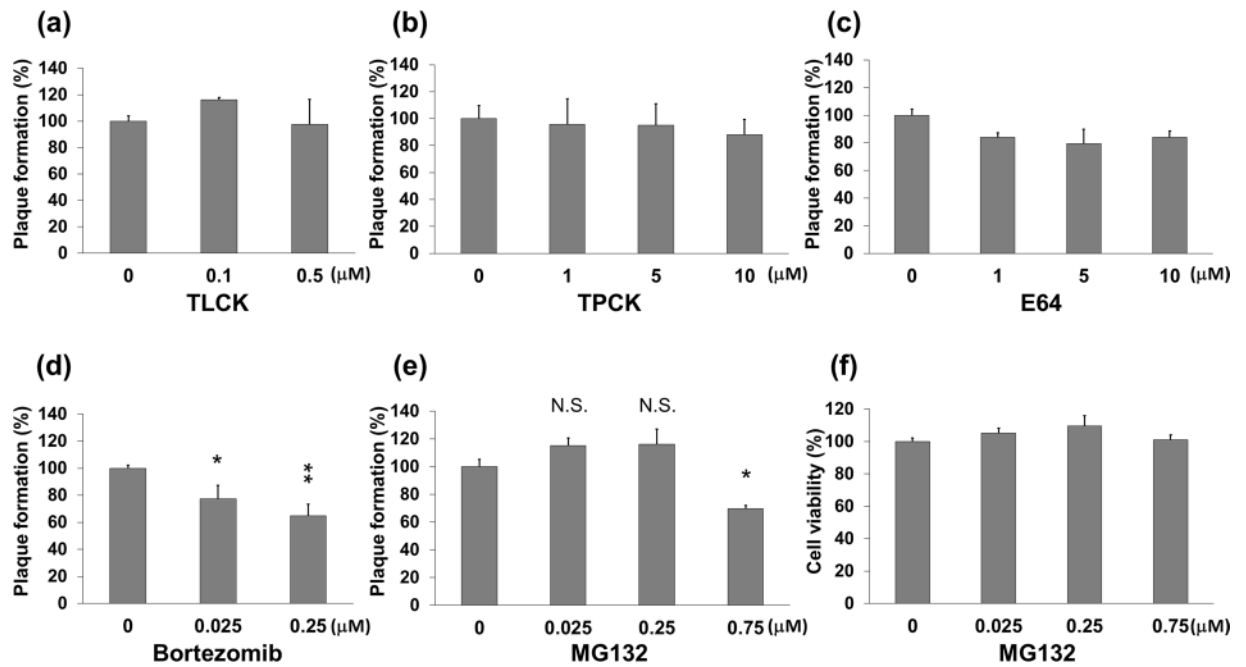 (a)
Plaque formation (%)
140
120
100
80
60
40
20
0
0 0.1 0.5 (μM)
TLCK
(b)
Plaque formation (%)
140
120
100
80
60
40
20
0
0 1 5 10 (μM)
TPCK
(c)
Plaque formation (%)
140
120
100
80
60
40
20
0
0 1 5 10 (μM)
E64
(d)
Plaque formation (%)
140
120
100
80
60
40
20
0
*
**
0 0.025 0.25 (μM)
Bortezomib
(e)
Plaque formation (%)
140
120
100
80
60
40
20
0
N.S. N.S.
*
0 0.025 0.25 0.75 (μM)
MG132
(f)
Cell viability (%)
120
100
80
60
40
20
0
0 0.025 0.25 0.75 (μM)
MG132